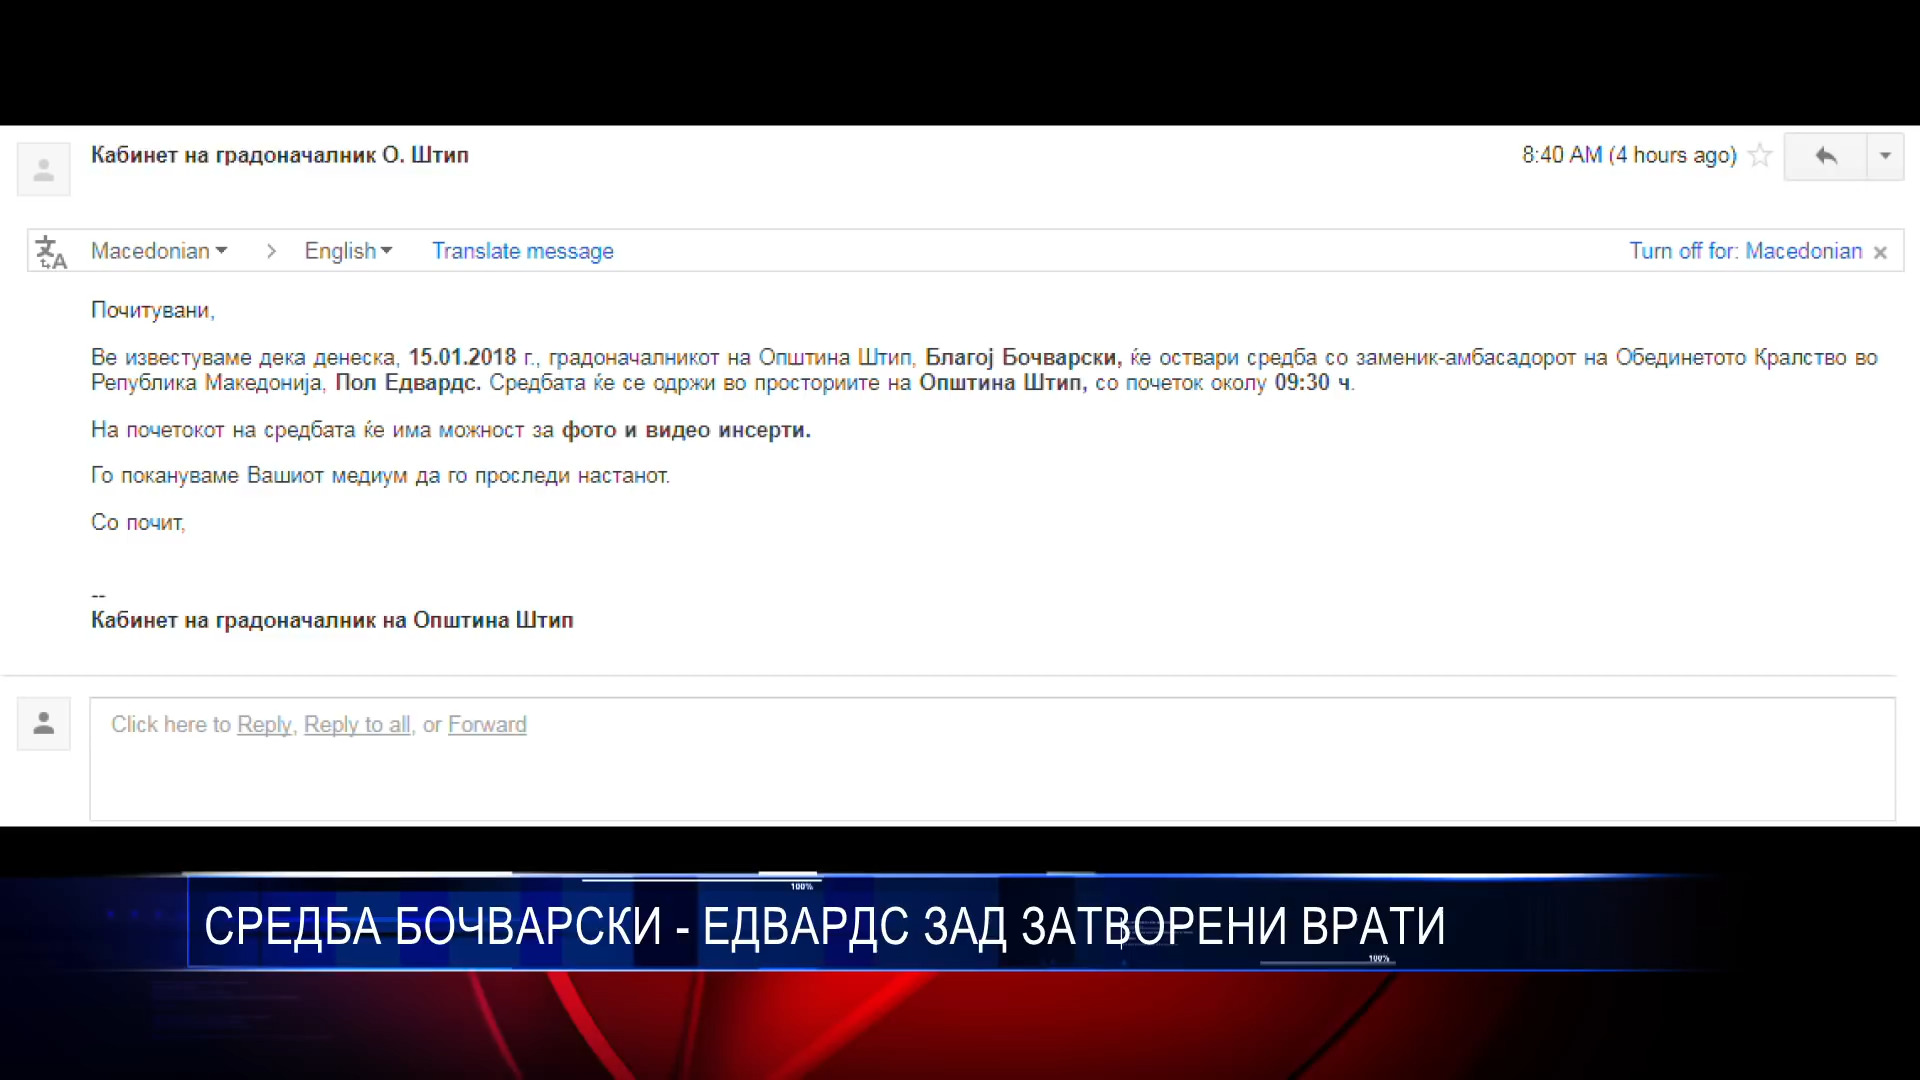 Кабинет на градоначалник О. Штип
8:40 AM (4 hours ago)
Macedonian
English
Translate message
Turn off for: Macedonian
Почитувани,
Ве известуваме дека денеска, 15.01.2018 г., градоначалникот на Општина Штип, Благој Бочварски, ќе оствари средба со заменик-амбасадорот на Обединетото Кралство во
Република Македонија, Пол Едвардс. Средбата ќе се одржи во просториите на Општина Штип, со почеток околу 09:30 ч.
На почетокот на средбата ќе има можност за фото и видео инсерти.
Го покануваме Вашиот медиум да го проследи настанот.
Со почит,
--
Кабинет на градоначалник на Општина Штип
Click here to Reply, Reply to all, or Forward
100%
СРЕДБА БОЧВАРСКИ - ЕДВАРДС ЗАД ЗАТВОРЕНИ ВРАТИ
100%